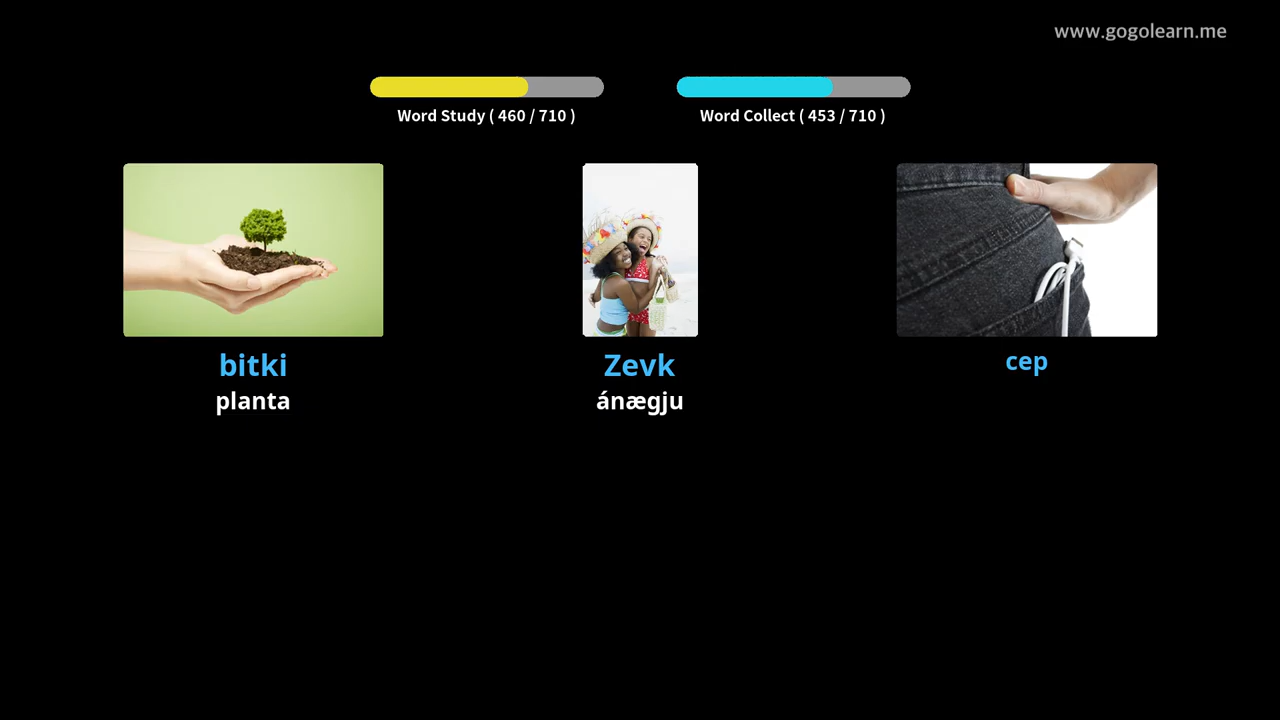 www.gogolearn.me
Word Study ( 460 / 710 )
Word Collect ( 453 / 710 )
bitki
planta
Zevk
ánægju
cep